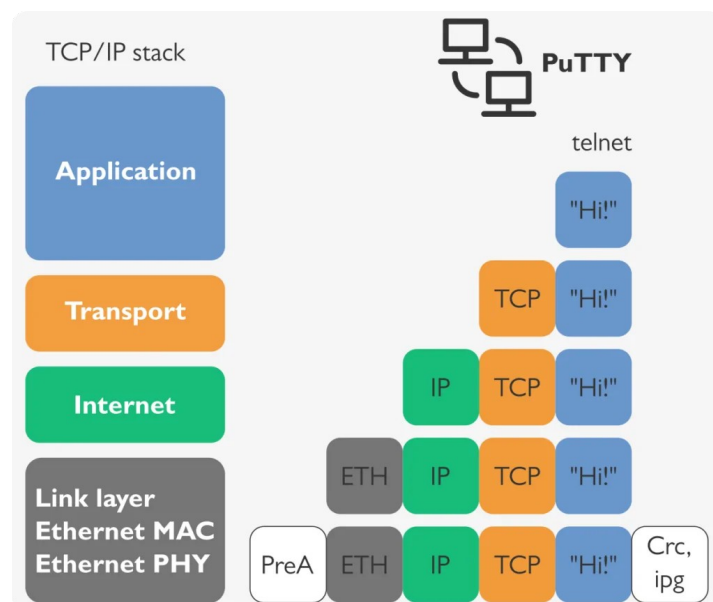 TCP/IP stack
PuTTY
telnet
Application
"Hi!"
Transport
TCP "Hi!"
Internet
IP TCP "Hi!"
Link layer
Ethernet MAC
Ethernet PHY
ETH IP TCP "Hi!"
PreA ETH IP TCP "Hi!" Crc,
ipg